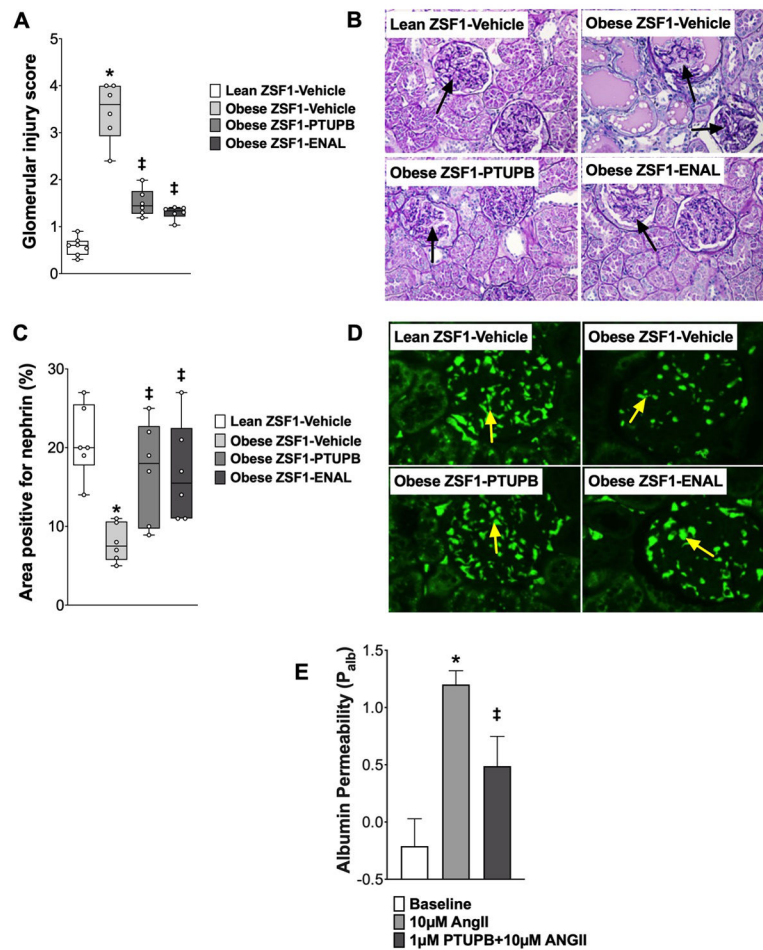 A
Glomerular injury score
5
4
3
2
1
0
*
‡
‡
Lean ZSF1-Vehicle
Obese ZSF1-Vehicle
Obese ZSF1-PTUPB
Obese ZSF1-ENAL
B
Lean ZSF1-Vehicle
Obese ZSF1-Vehicle
Obese ZSF1-PTUPB
Obese ZSF1-ENAL
C
Area positive for nephrin (%)
30
20
10
0
*
‡
‡
Lean ZSF1-Vehicle
Obese ZSF1-Vehicle
Obese ZSF1-PTUPB
Obese ZSF1-ENAL
D
Lean ZSF1-Vehicle
Obese ZSF1-Vehicle
Obese ZSF1-PTUPB
Obese ZSF1-ENAL
E
Albumin Permeability (Palb)
1.5
1.0
0.5
0.0
-0.5
*
‡
Baseline
10µM AngII
1µM PTUPB+10µM ANGII